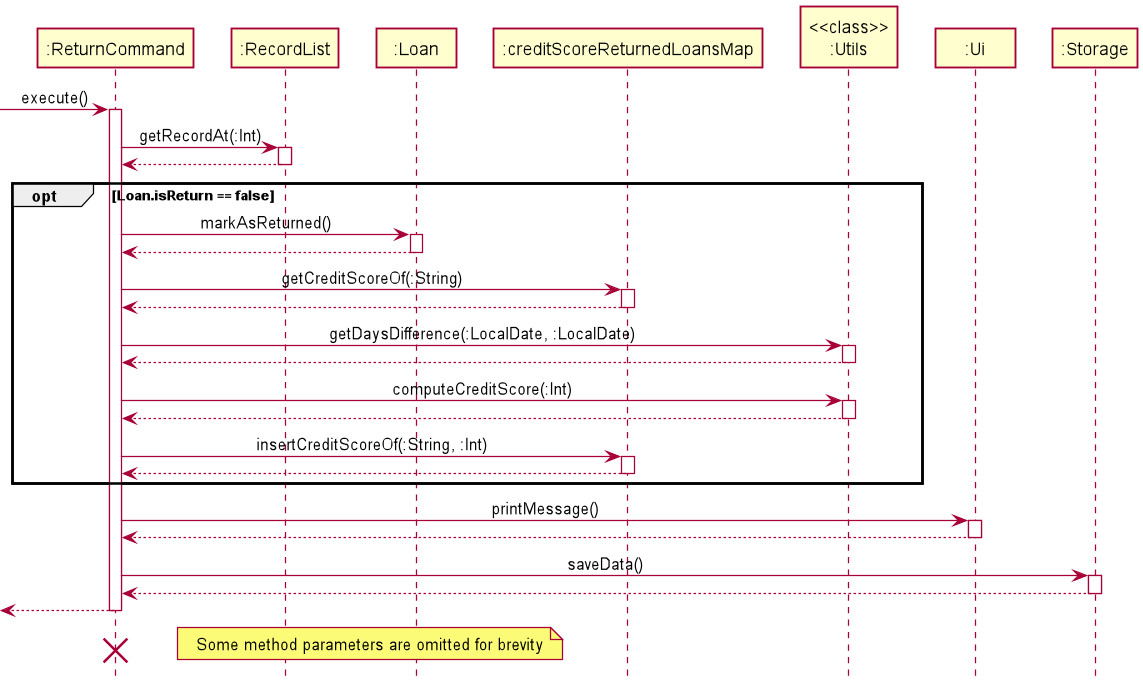 <<class>>
:ReturnCommand
:RecordList
:Loan
:creditScoreReturnedLoansMap
:Utils
:Ui
:Storage
execute()
getRecordAt(:Int)
opt
[Loan.isReturn == false]
markAsReturned()
getCreditScoreOf(:String)
getDaysDifference(:LocalDate, :LocalDate)
computeCreditScore(:Int)
insertCreditScoreOf(:String, :Int)
printMessage()
saveData()
Some method parameters are omitted for brevity